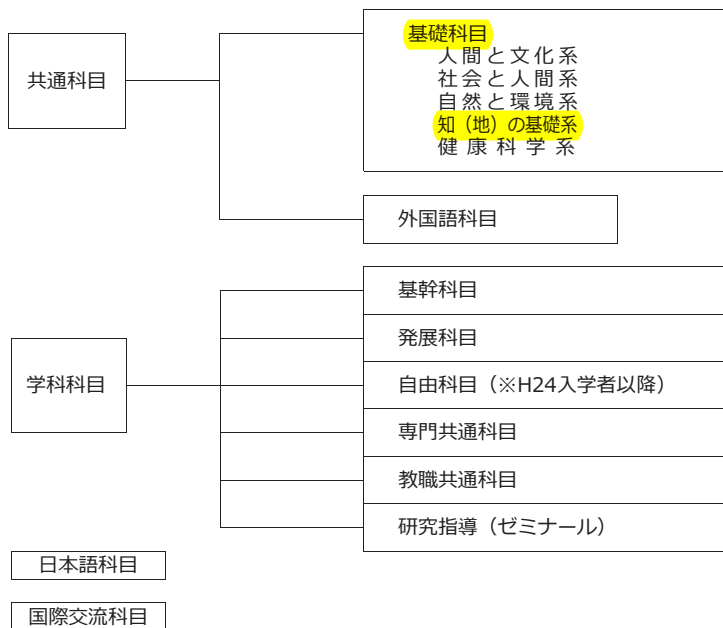 共通科目
基礎科目
人間と文化系
社会と人間系
自然と環境系
知（地）の基礎系
健康科学系
外国語科目
学科科目
基幹科目
発展科目
自由科目（※H24入学者以降）
専門共通科目
教職共通科目
研究指導（ゼミナール）
日本語科目
国際交流科目